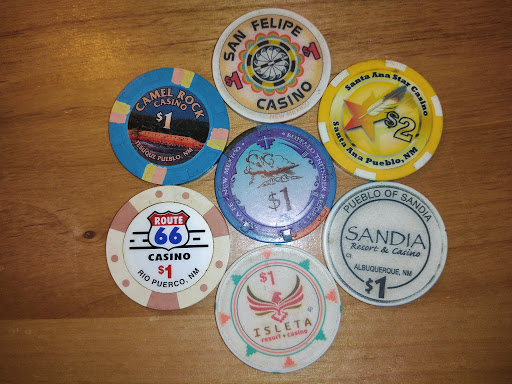 SAN FELIPE
$1 $1
CASINO
CAMEL ROCK
CASINO
$1
PUEBLO, NM
Santa Ana Star Casino
$2
Santa Ana Pueblo, NM
BUFFALO THUNDER
$1
ROUTE
66
CASINO
$1
RIO PUERCO, NM
PUEBLO OF SANDIA
SANDIA
Resort & Casino
ALBUQUERQUE, NM
$1
$1
ISLETA
resort • casino